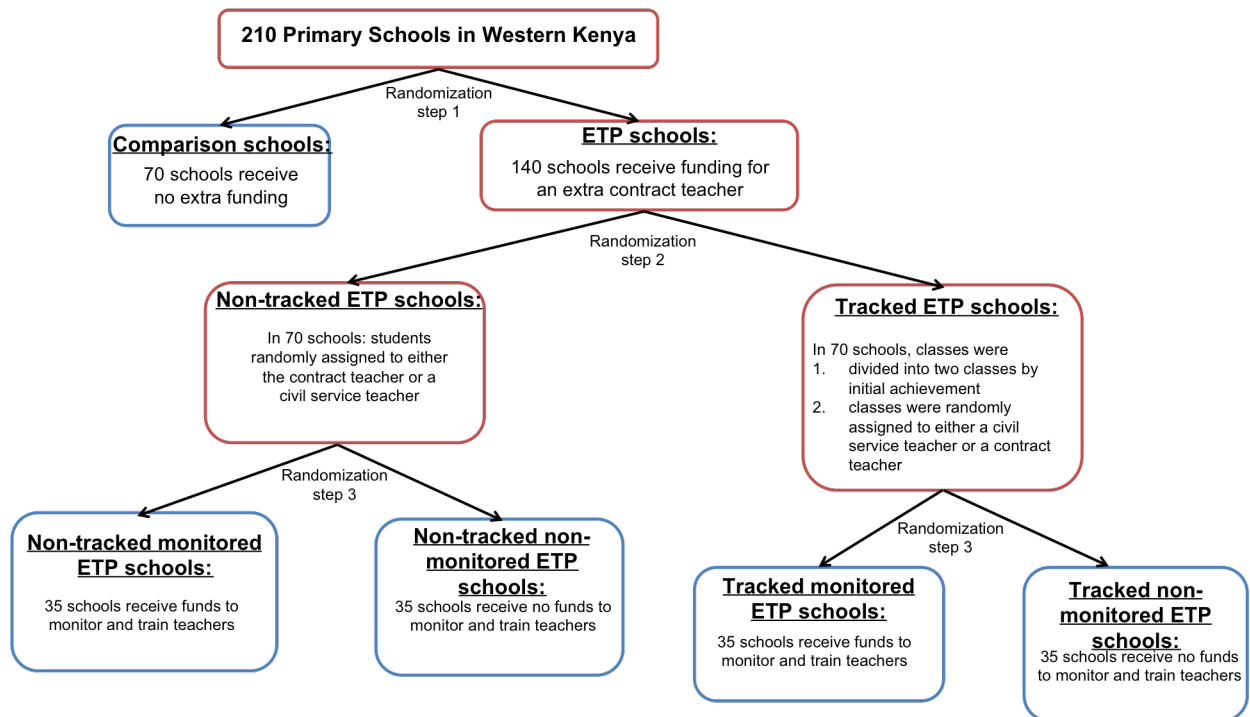 210 Primary Schools in Western Kenya
Randomization
step 1
Comparison schools:
70 schools receive
no extra funding
ETP schools:
140 schools receive funding for
an extra contract teacher
Randomization
step 2
Non-tracked ETP schools:
In 70 schools: students
randomly assigned to either
the contract teacher or a
civil service teacher
Tracked ETP schools:
In 70 schools, classes were
1. divided into two classes by
initial achievement
2. classes were randomly
assigned to either a civil
service teacher or a contract
teacher
Randomization
step 3
Non-tracked monitored
ETP schools:
35 schools receive funds to
monitor and train teachers
Non-tracked non-
monitored ETP
schools:
35 schools receive no funds to
monitor and train teachers
Randomization
step 3
Tracked monitored
ETP schools:
35 schools receive funds to
monitor and train teachers
Tracked non-
monitored ETP
schools:
35 schools receive no funds
to monitor and train teachers